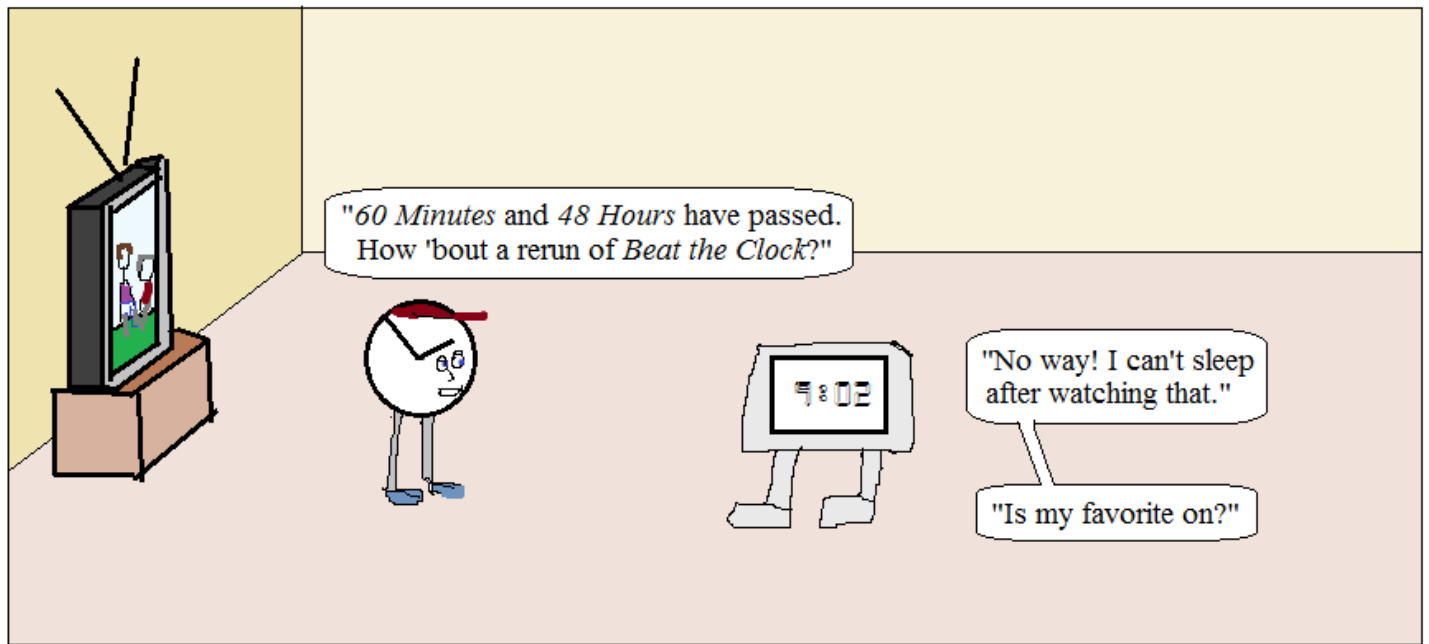 "60 Minutes and 48 Hours have passed.
How 'bout a rerun of Beat the Clock?"
9:02
"No way! I can't sleep
after watching that."
"Is my favorite on?"